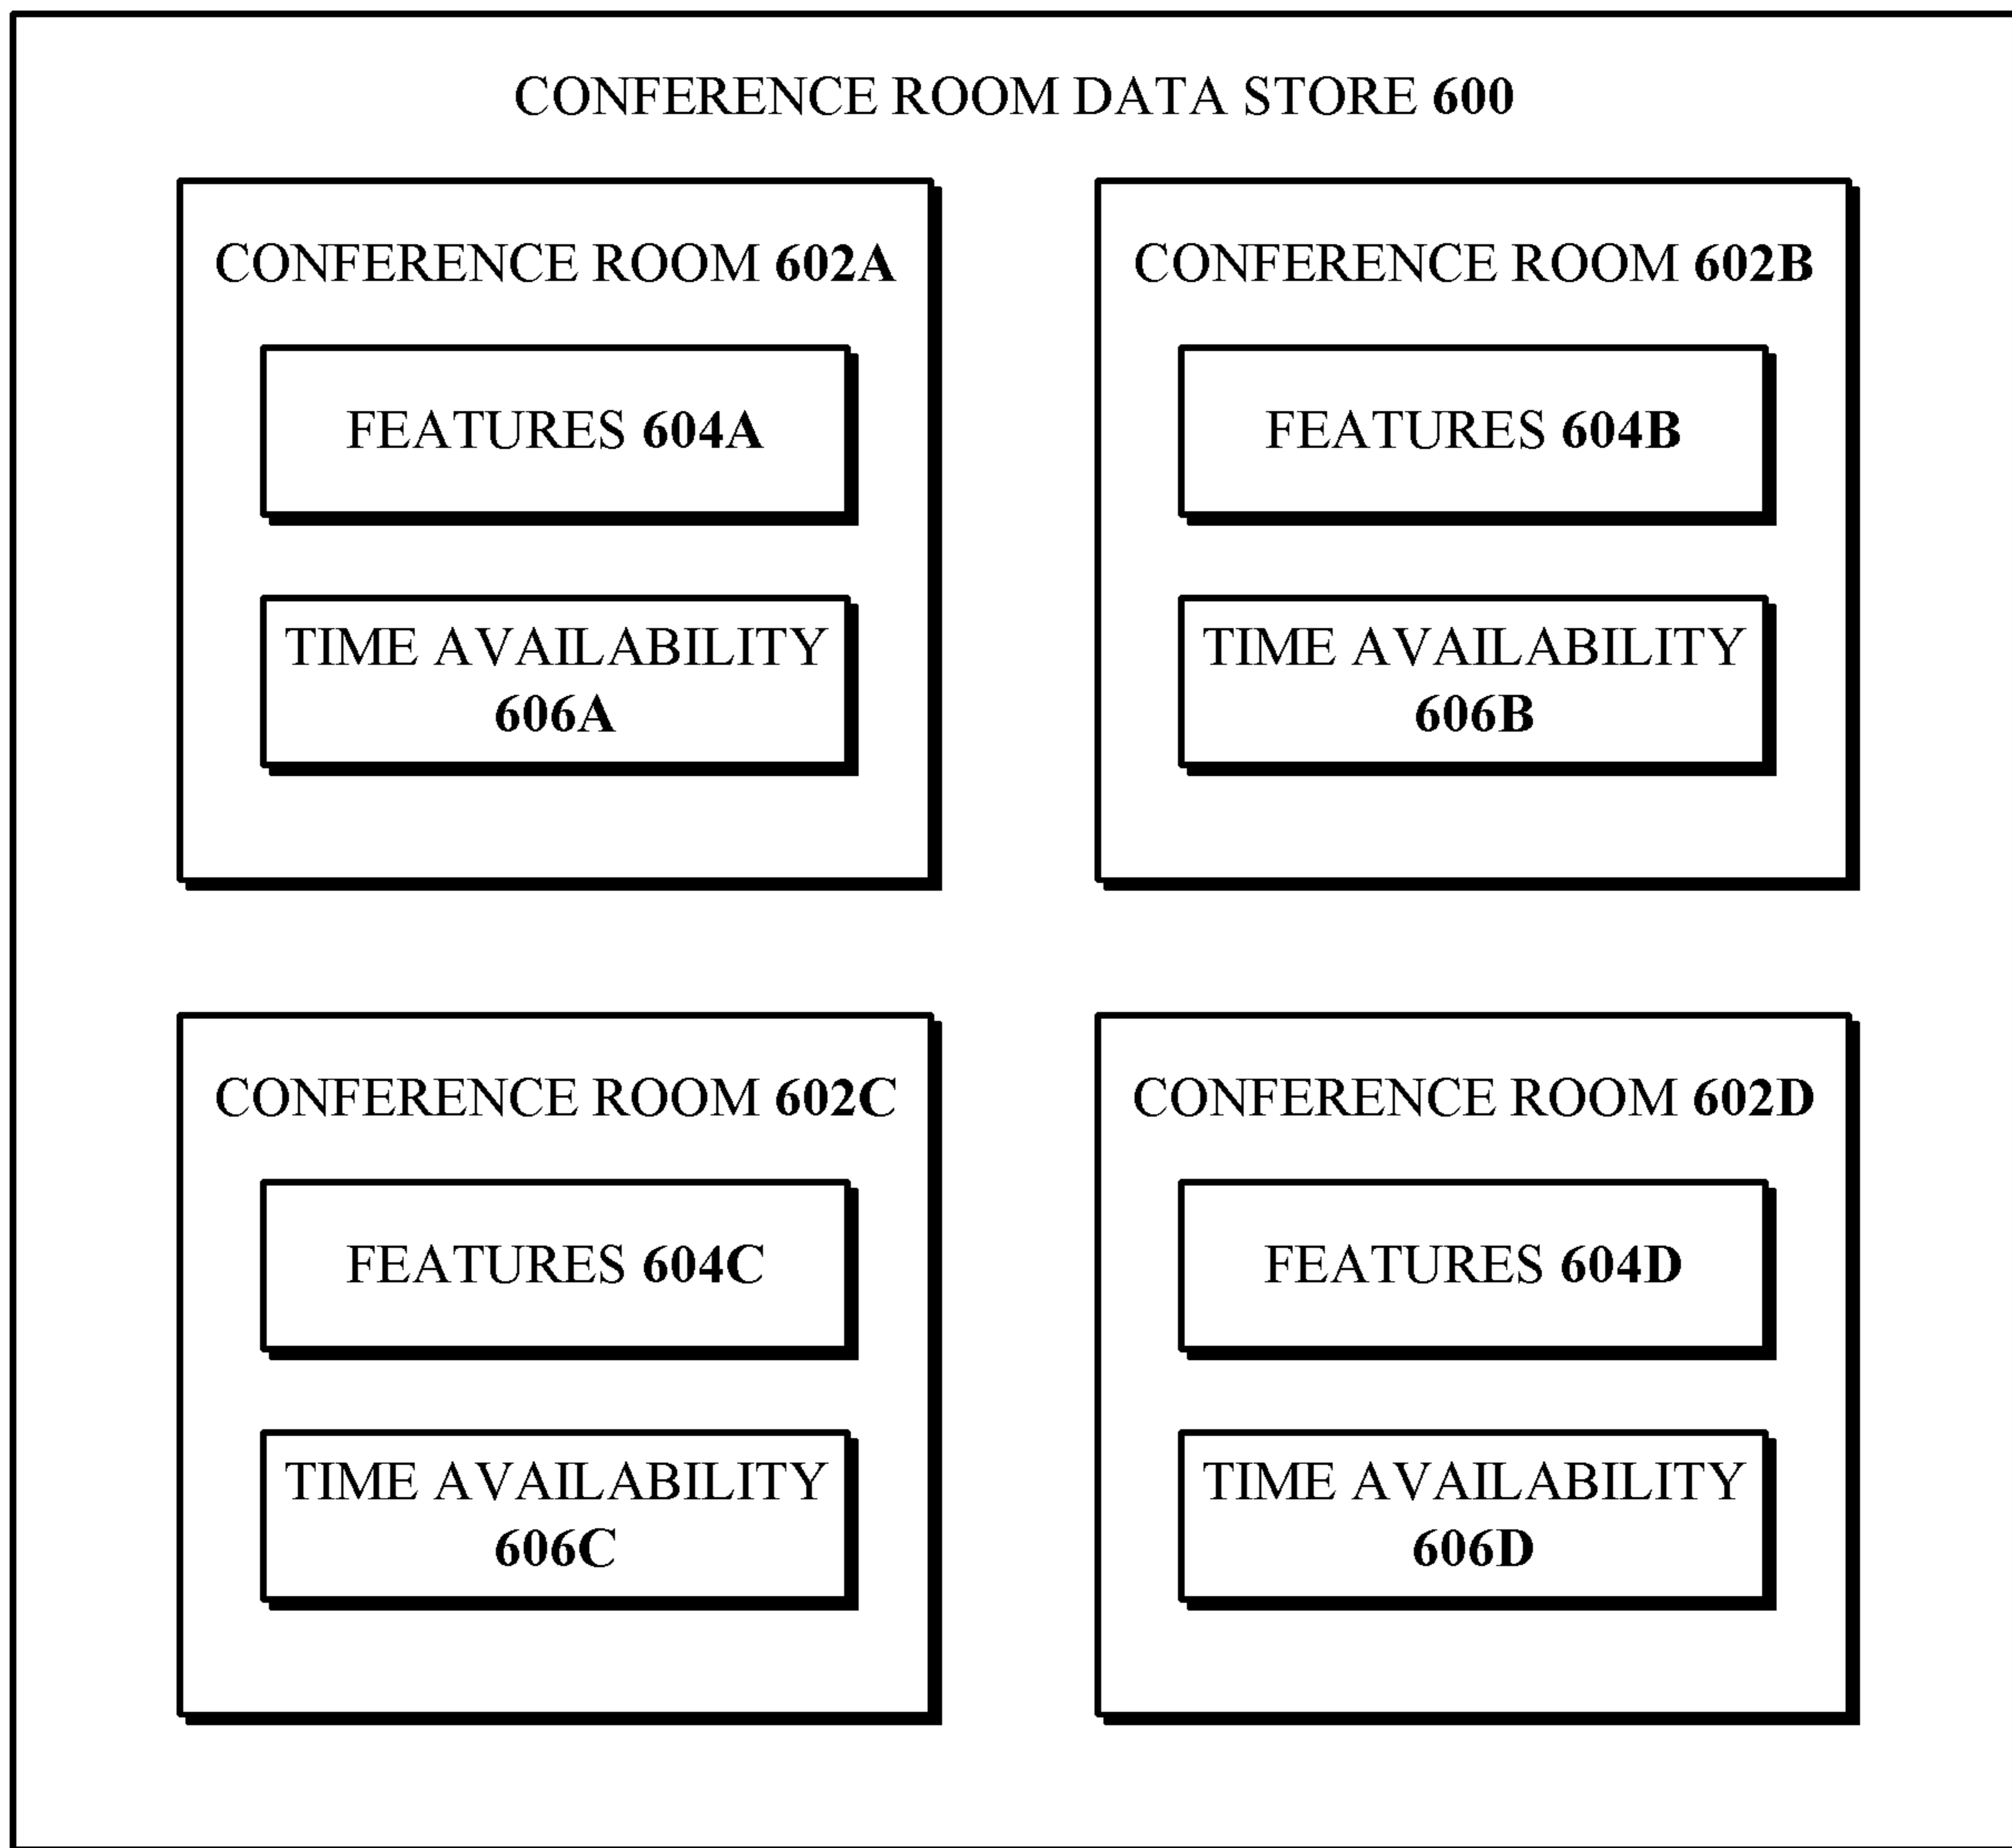 CONFERENCE ROOM DATA STORE 600
CONFERENCE ROOM 602A
FEATURES 604A
TIME AVAILABILITY
606A
CONFERENCE ROOM 602B
FEATURES 604B
TIME AVAILABILITY
606B
CONFERENCE ROOM 602C
FEATURES 604C
TIME AVAILABILITY
606C
CONFERENCE ROOM 602D
FEATURES 604D
TIME AVAILABILITY
606D